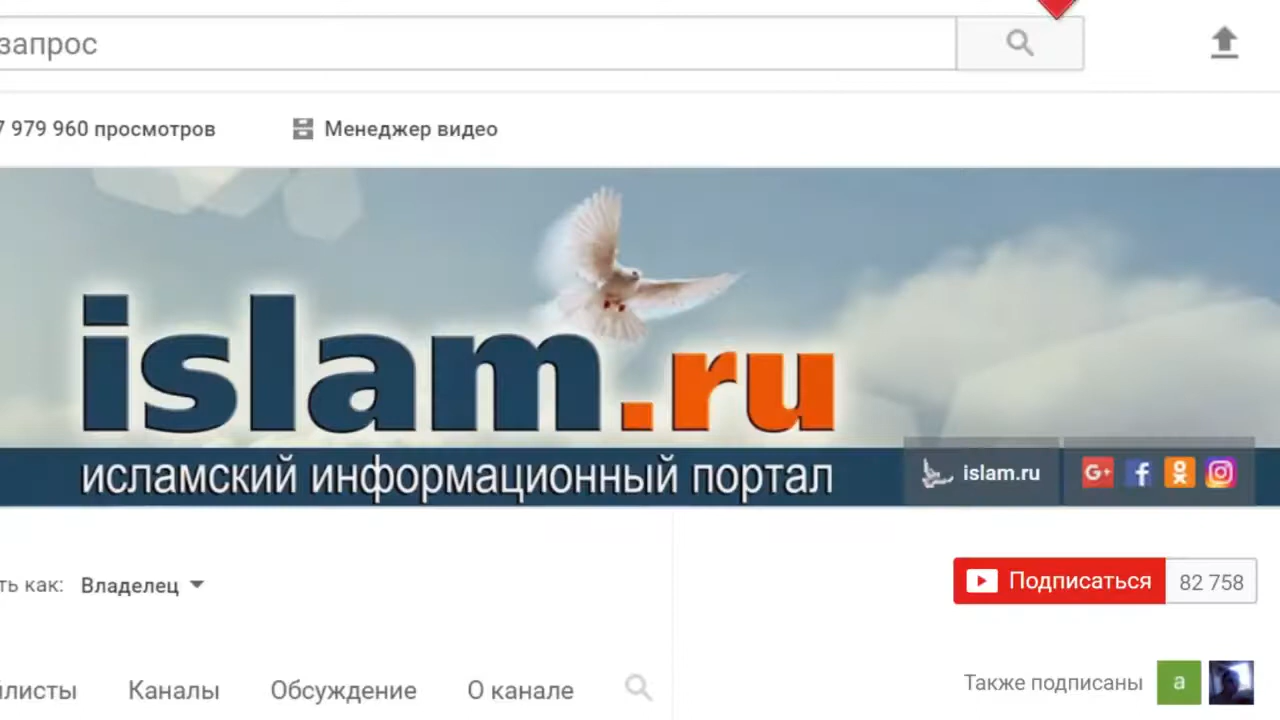 запрос
7 979 960 просмотров Менеджер видео
islam.ru
исламский информационный портал
islam.ru G+ f
ть как: Владелец
Подписаться 82 758
листы Каналы Обсуждение О канале
Также подписаны a